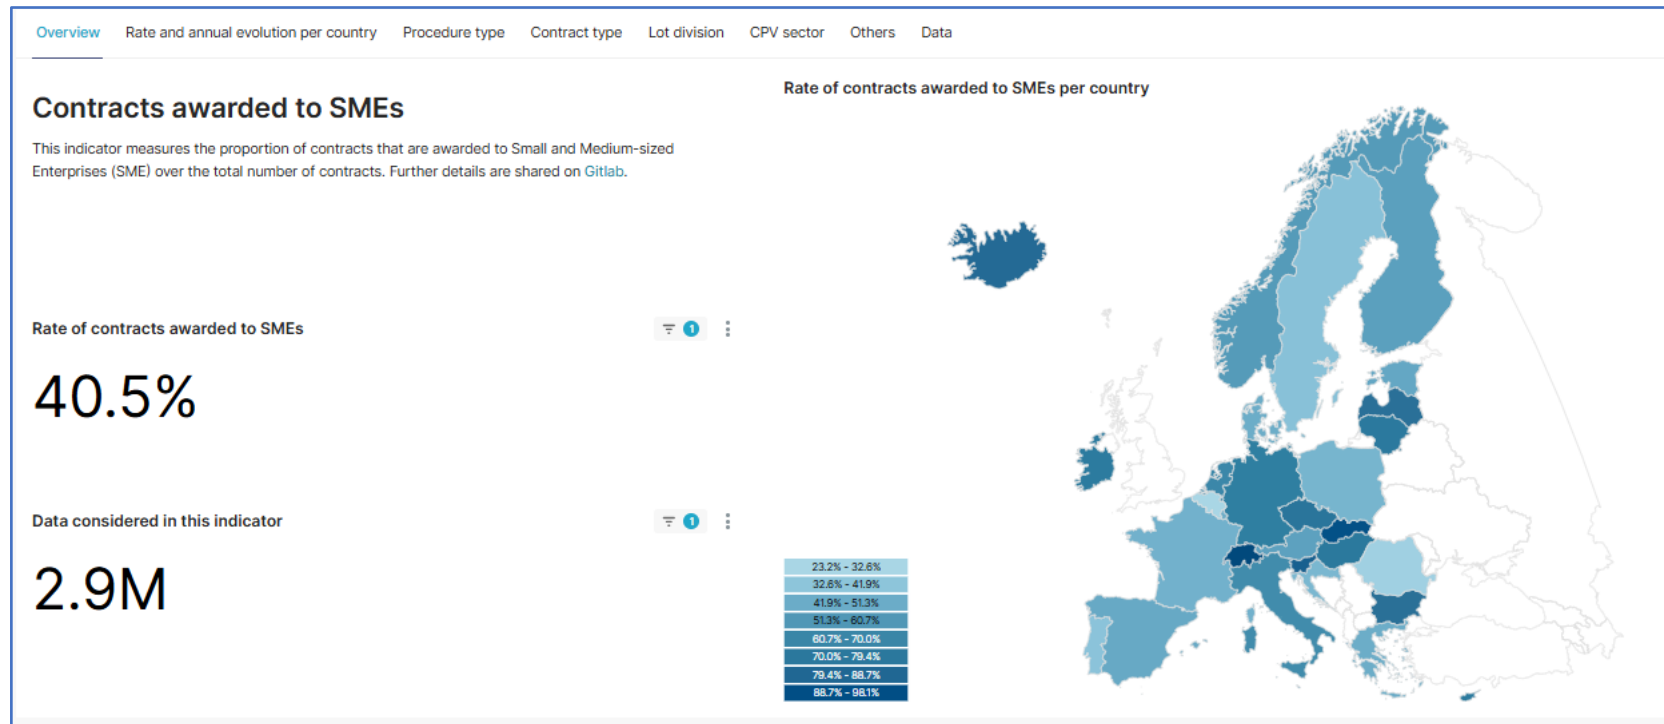 Overview Rate and annual evolution per country Procedure type Contract type Lot division CPV sector Others Data
Contracts awarded to SMEs
This indicator measures the proportion of contracts that are awarded to Small and Medium-sized
Enterprises (SME) over the total number of contracts. Further details are shared on Gitlab.
Rate of contracts awarded to SMEs
1
40.5%
Data considered in this indicator
1
2.9M
Rate of contracts awarded to SMEs per country
23.2% - 32.6%
32.6% - 41.9%
41.9% - 51.3%
51.3% - 60.7%
60.7% - 70.0%
70.0% - 79.4%
79.4% - 88.7%
88.7% - 98.1%